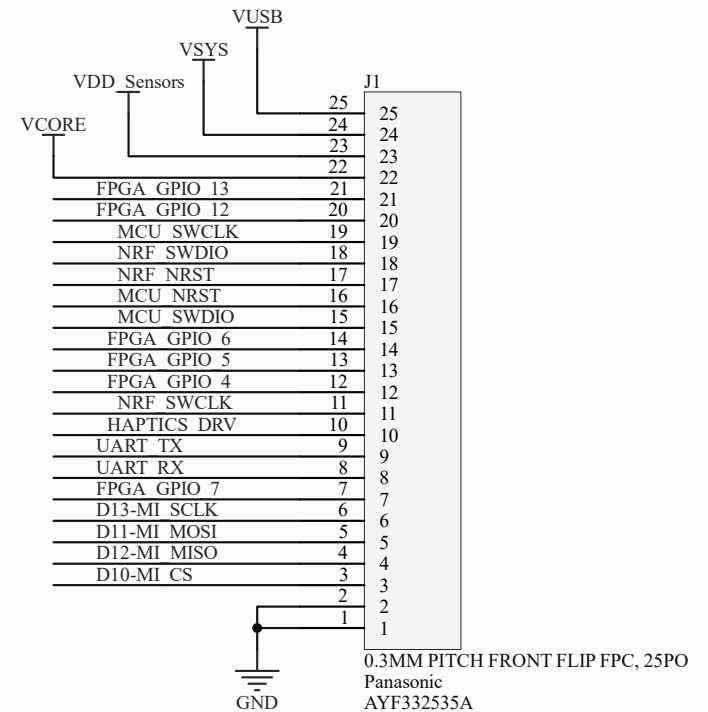 VUSB
VSYS
VDD_Sensors
J1
VCORE
25 25
24 24
23 23
22 22
FPGA_GPIO_13 21 21
FPGA_GPIO_12 20 20
MCU_SWCLK 19 19
NRF_SWDIO 18 18
NRF_NRST 17 17
MCU_NRST 16 16
MCU_SWDIO 15 15
FPGA_GPIO_6 14 14
FPGA_GPIO_5 13 13
FPGA_GPIO_4 12 12
NRF_SWCLK 11 11
HAPTICS_DRV 10 10
UART_TX 9 9
UART_RX 8 8
FPGA_GPIO_7 7 7
D13-MI_SCLK 6 6
D11-MI_MOSI 5 5
D12-MI_MISO 4 4
D10-MI_CS 3 3
2 2
1 1
0.3MM PITCH FRONT FLIP FPC, 25PO
Panasonic
GND AYF332535A